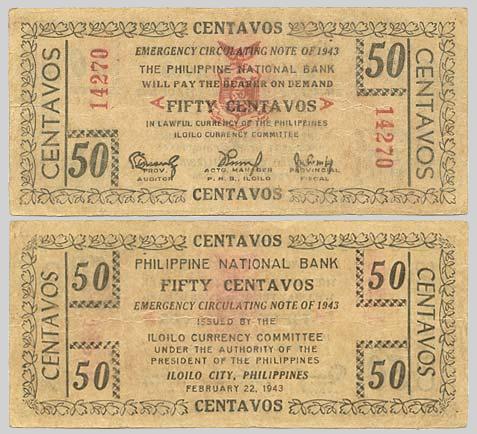 CENTAVOS
EMERGENCY CIRCULATING NOTE OF 1943
THE PHILIPPINE NATIONAL BANK
WILL PAY THE BEARER ON DEMAND
A FIFTY CENTAVOS A
IN LAWFUL CURRENCY OF THE PHILIPPINES
ILOILO CURRENCY COMMITTEE
CENTAVOS
14270
50
50
14270
CENTAVOS
PROV. AUDITOR
ACTG. MANAGER P. N. B., ILOILO
PROVINCIAL FISCAL
CENTAVOS
CENTAVOS
PHILIPPINE NATIONAL BANK
FIFTY CENTAVOS
EMERGENCY CIRCULATING NOTE OF 1943
ISSUED BY THE
ILOILO CURRENCY COMMITTEE
UNDER THE AUTHORITY OF THE
PRESIDENT OF THE PHILIPPINES
ILOILO CITY, PHILIPPINES
FEBRUARY 22, 1943
CENTAVOS
CENTAVOS
50
50
50
50
CENTAVOS